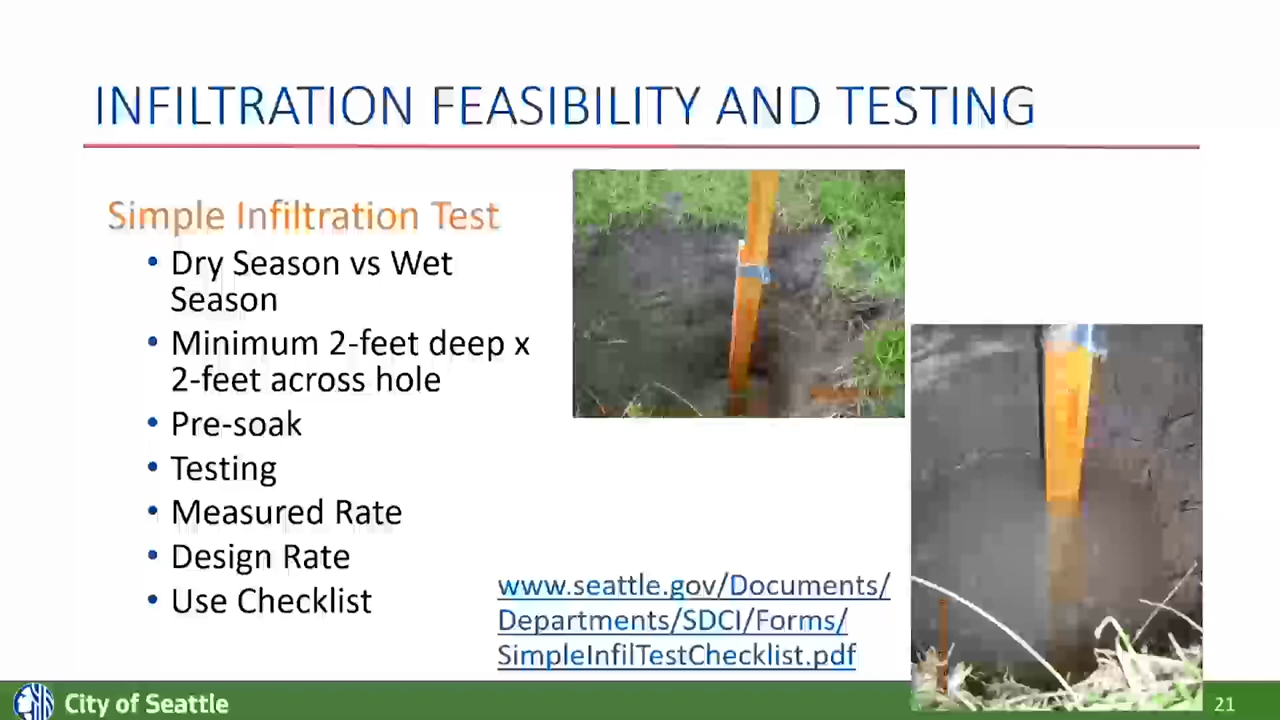 INFILTRATION FEASIBILITY AND TESTING
Simple Infiltration Test
• Dry Season vs Wet
Season
• Minimum 2-feet deep x
2-feet across hole
• Pre-soak
• Testing
• Measured Rate
• Design Rate
• Use Checklist
www.seattle.gov/Documents/
Departments/SDCI/Forms/
SimpleInfilTestChecklist.pdf
City of Seattle
21